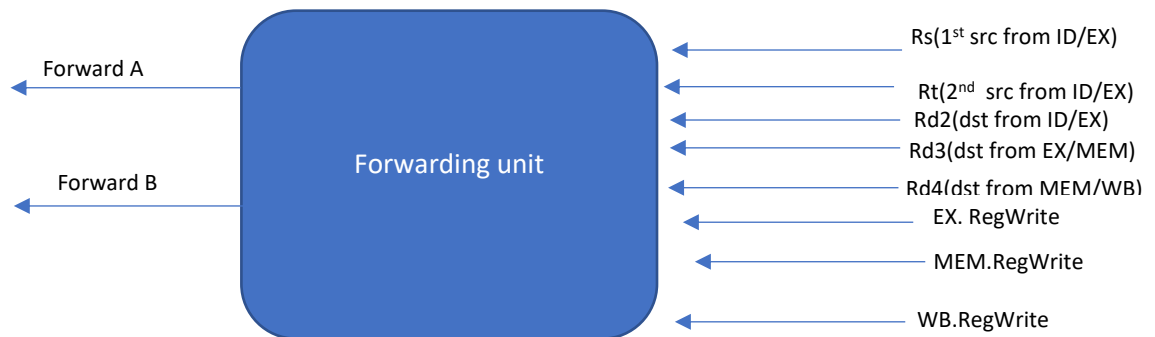 Forward A
Forward B
Forwarding unit
Rs(1st src from ID/EX)
Rt(2nd src from ID/EX)
Rd2(dst from ID/EX)
Rd3(dst from EX/MEM)
Rd4(dst from MEM/WB)
EX. RegWrite
MEM.RegWrite
WB.RegWrite